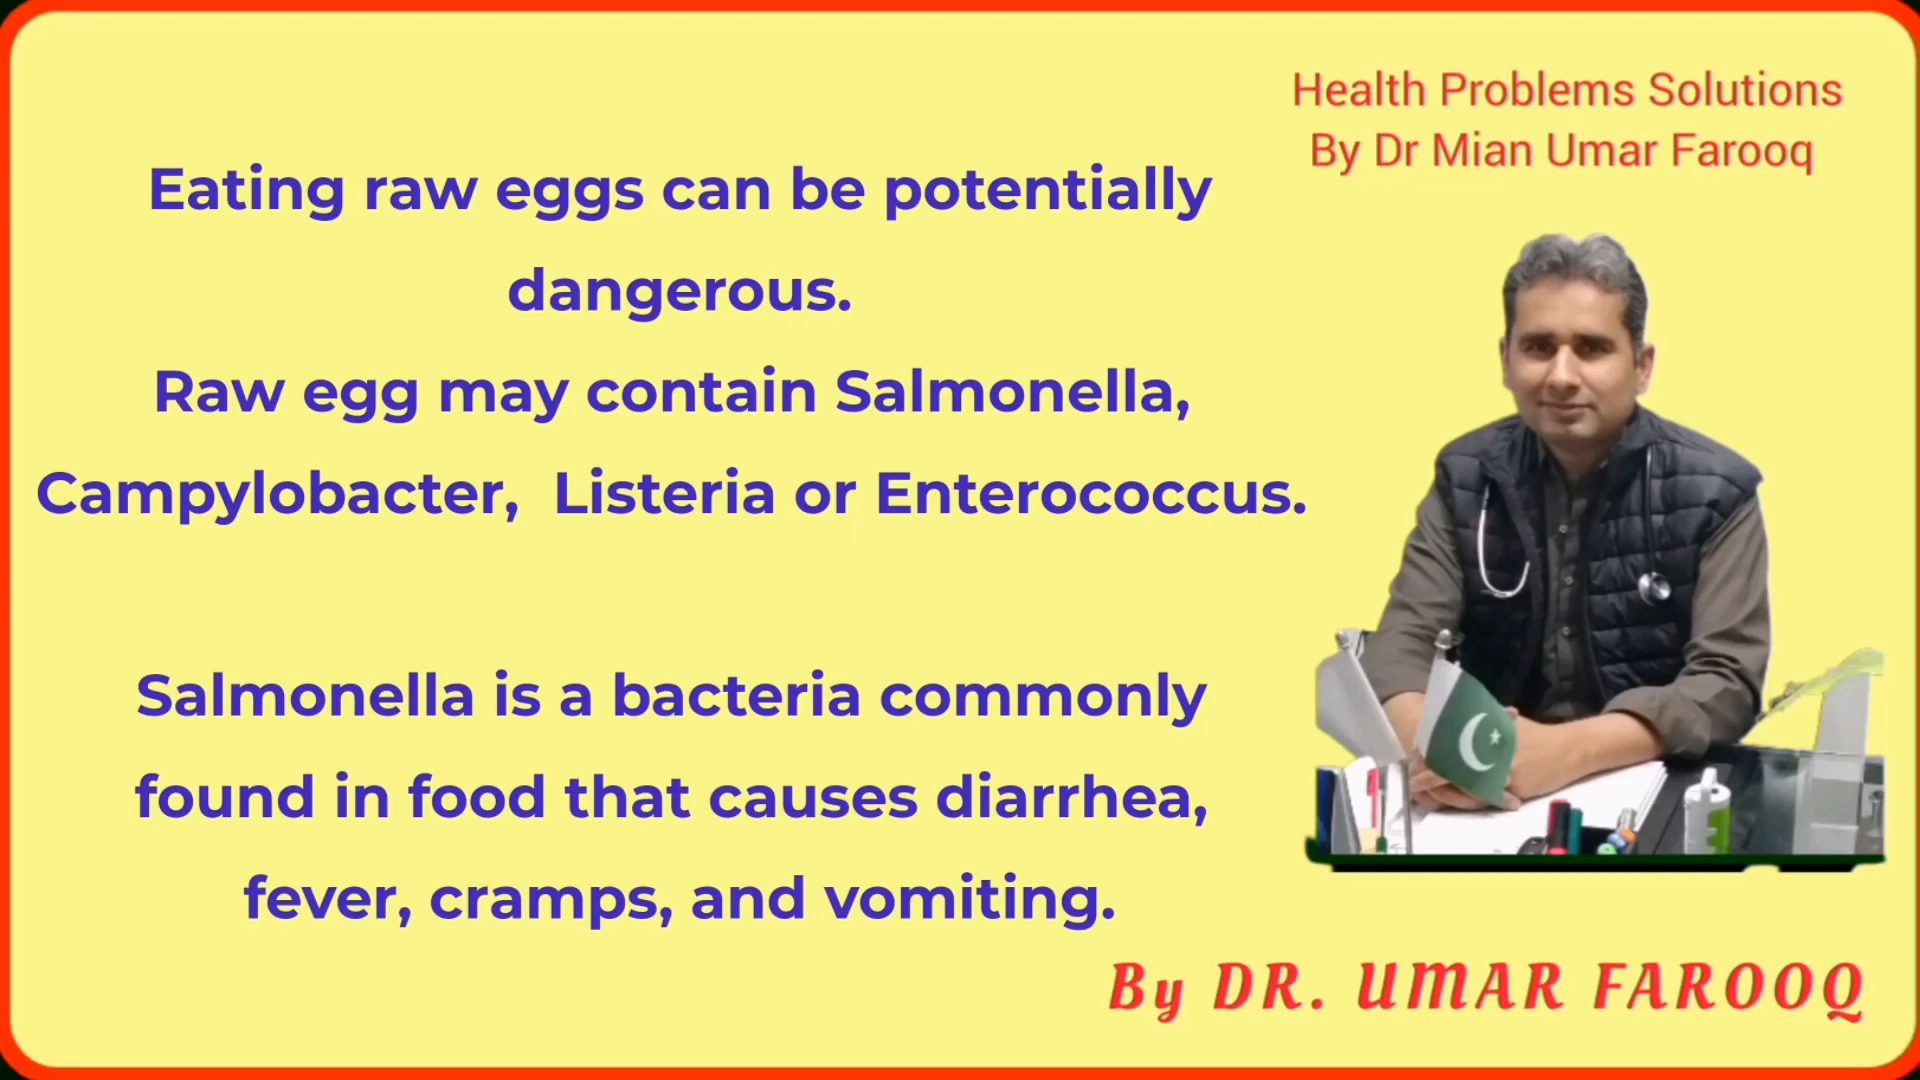 Health Problems Solutions
By Dr Mian Umar Farooq
Eating raw eggs can be potentially
dangerous.
Raw egg may contain Salmonella,
Campylobacter,  Listeria or Enterococcus.
Salmonella is a bacteria commonly
found in food that causes diarrhea,
fever, cramps, and vomiting.
By DR. UMAR FAROOQ